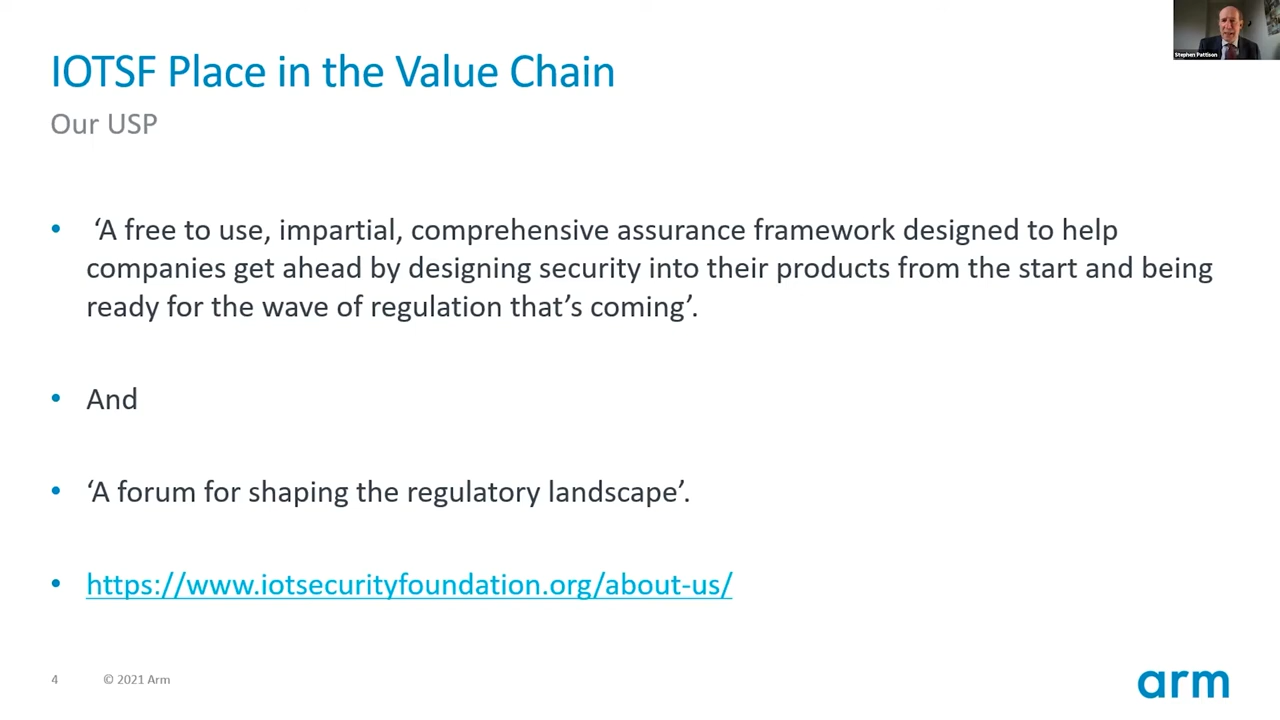 Stephen Pattison
IOTSF Place in the Value Chain
Our USP
• ‘A free to use, impartial, comprehensive assurance framework designed to help
companies get ahead by designing security into their products from the start and being
ready for the wave of regulation that’s coming’.
• And
• ‘A forum for shaping the regulatory landscape’.
• https://www.iotsecurityfoundation.org/about-us/
4 © 2021 Arm
arm